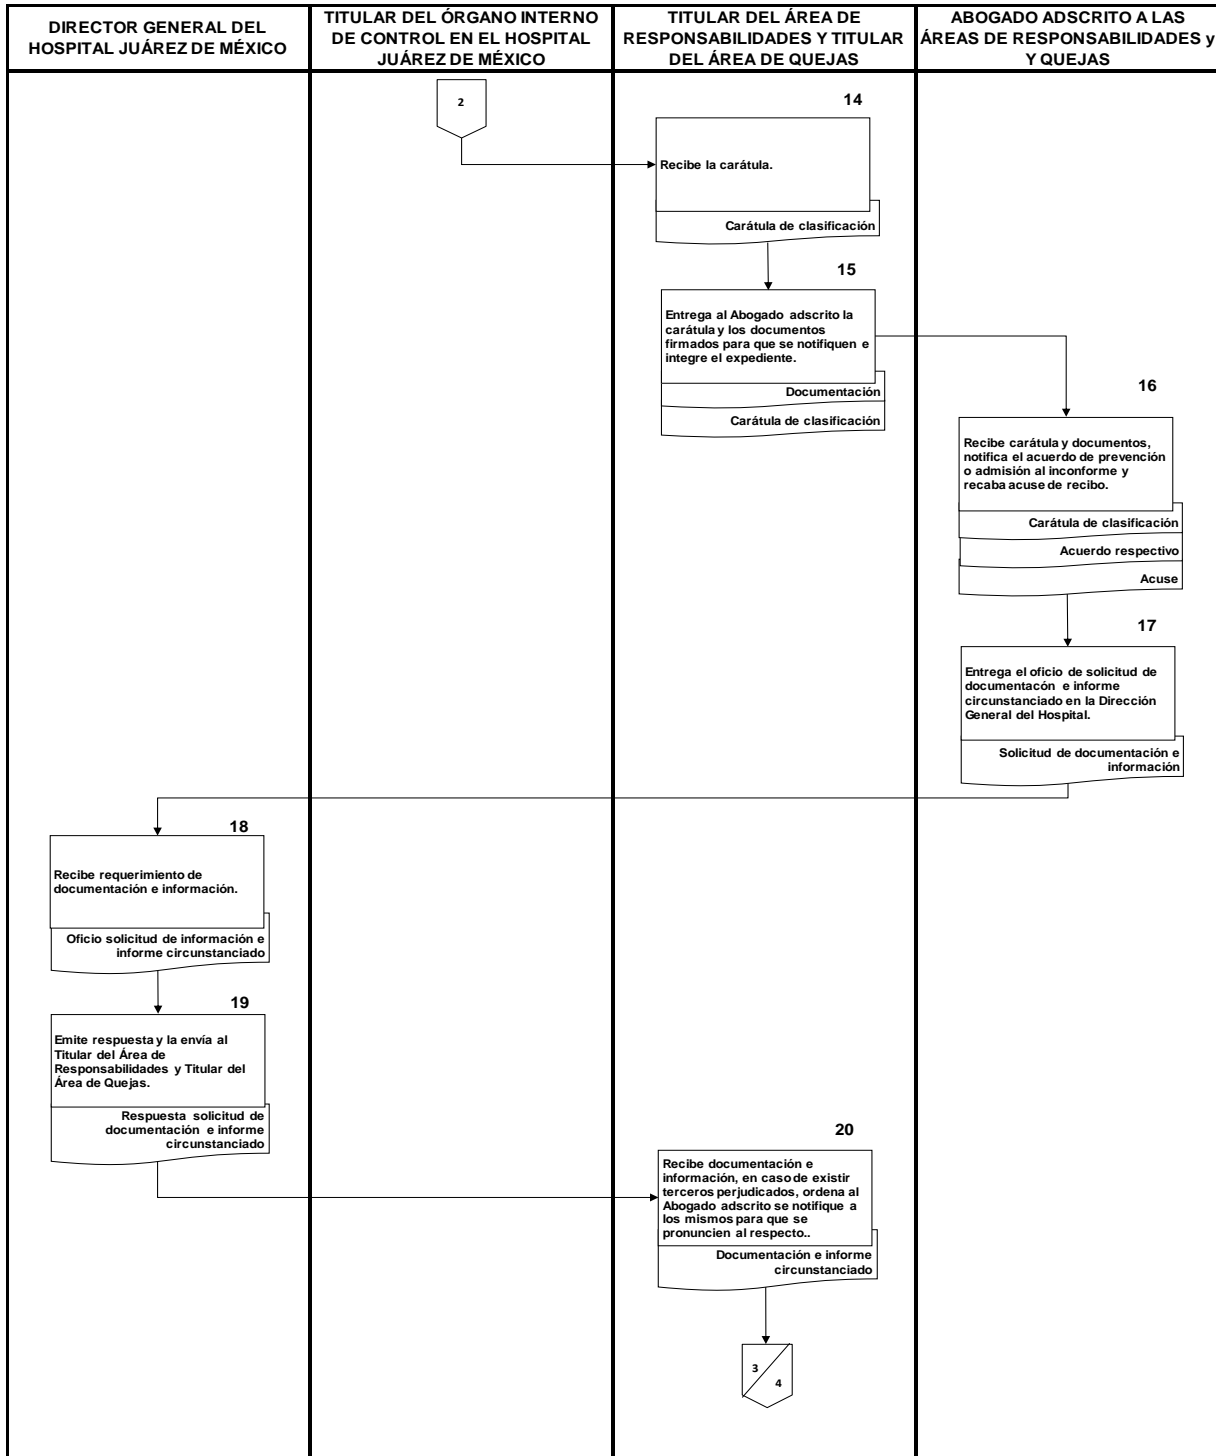 DIRECTOR GENERAL DEL
HOSPITAL JUÁREZ DE MÉXICO
TITULAR DEL ÓRGANO INTERNO
DE CONTROL EN EL HOSPITAL
JUÁREZ DE MÉXICO
TITULAR DEL ÁREA DE
RESPONSABILIDADES Y TITULAR
DEL ÁREA DE QUEJAS
ABOGADO ADSCRITO A LAS
ÁREAS DE RESPONSABILIDADES y
Y QUEJAS
2
14
Recibe la carátula.
Carátula de clasificación
15
Entrega al Abogado adscrito la
carátula y los documentos
firmados para que se notifiquen e
integre el expediente.
Documentación
Carátula de clasificación
16
Recibe carátula y documentos,
notifica el acuerdo de prevención
o admisión al inconforme y
recaba acuse de recibo.
Carátula de clasificación
Acuerdo respectivo
Acuse
17
Entrega el oficio de solicitud de
documentacón e informe
circunstanciado en la Dirección
General del Hospital.
Solicitud de documentación e
información
18
Recibe requerimiento de
documentación e información.
Oficio solicitud de información e
informe circunstanciado
19
Emite respuesta y la envía al
Titular del Área de
Responsabilidades y Titular del
Área de Quejas.
Respuesta solicitud de
documentación e informe
circunstanciado
20
Recibe documentación e
información, en caso de existir
terceros perjudicados, ordena al
Abogado adscrito se notifique a
los mismos para que se
pronuncien al respecto..
Documentación e informe
circunstanciado
3
4